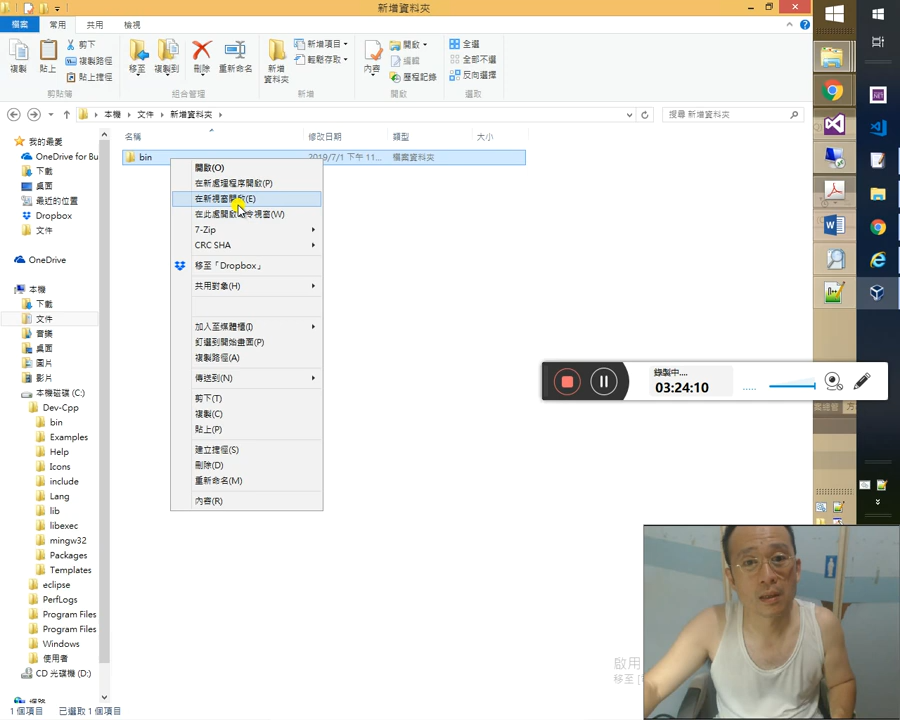 新增資料夾
檔案
常用
共用
檢視
複製
貼上
剪下
複製路徑
貼上捷徑
移至
複製到
刪除
重新命名
新增
資料夾
新增項目
輕鬆存取
內容
開啟
編輯
歷程記錄
全選
全部不選
反向選擇
剪貼簿
組合管理
新增
開啟
選取
本機
文件
新增資料夾
搜尋 新增資料夾
名稱
修改日期
類型
大小
bin
2019/7/1 下午 11...
檔案資料夾
我的最愛
OneDrive for Bu
下載
桌面
最近的位置
Dropbox
文件
OneDrive
本機
下載
文件
音樂
桌面
圖片
影片
本機磁碟 (C:)
Dev-Cpp
bin
Examples
Help
Icons
include
Lang
lib
libexec
mingw32
Packages
Templates
eclipse
PerfLogs
Program Files
Program Files
Windows
使用者
CD 光碟機 (D:)
網路
開啟(O)
在新處理程序開啟(P)
在新視窗開啟(E)
在此處開啟命令視窗(W)
7-Zip
CRC SHA
移至「Dropbox」
共用對象(H)
加入至媒體櫃(I)
釘選到開始畫面(P)
複製路徑(A)
傳送到(N)
剪下(T)
複製(C)
貼上(P)
建立捷徑(S)
刪除(D)
重新命名(M)
內容(R)
錄製中....
03:24:10
啟用
移至 [
1 個項目
已選取 1 個項目